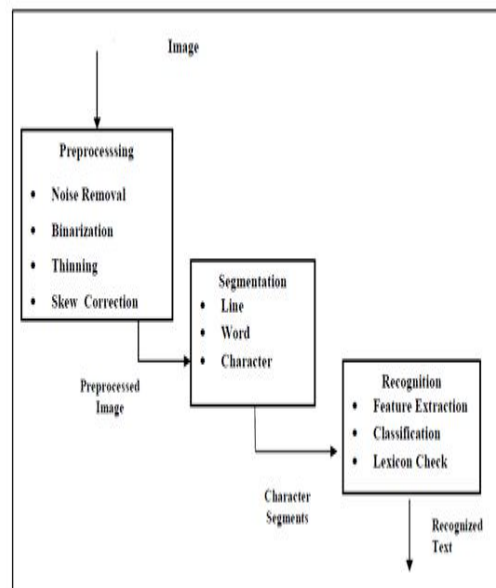 Image
Preprocesssing
• Noise Removal
• Binarization
• Thinning
• Skew Correction
Preprocessed
Image
Segmentation
• Line
• Word
• Character
Character
Segments
Recognition
• Feature Extraction
• Classification
• Lexicon Check
Recognized
Text